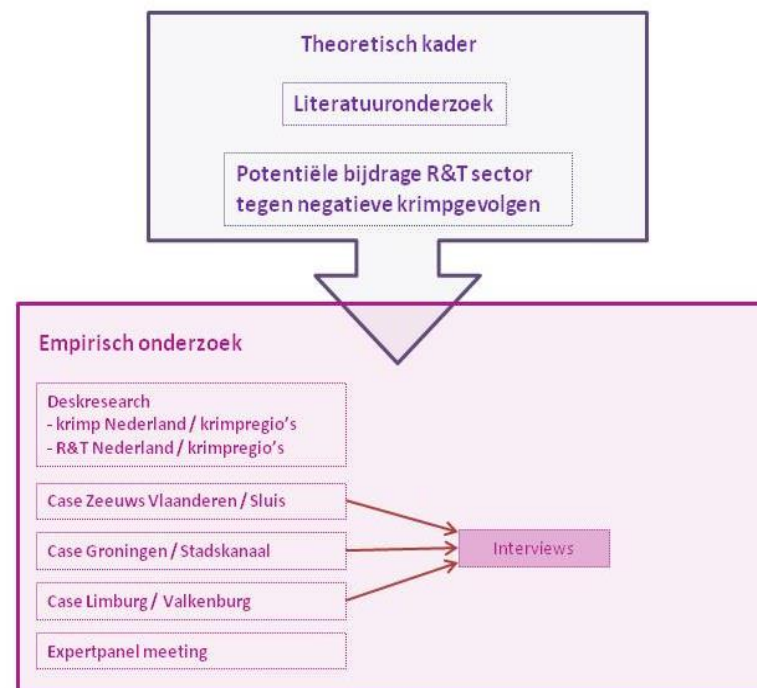 Theoretisch kader
Literatuuronderzoek
Potentiële bijdrage R&T sector
tegen negatieve krimpgevolgen
Empirisch onderzoek
Deskresearch
- krimp Nederland / krimpregio's
- R&T Nederland / krimpregio's
Case Zeeuws Vlaanderen / Sluis
Case Groningen / Stadskanaal
Interviews
Case Limburg / Valkenburg
Expertpanel meeting